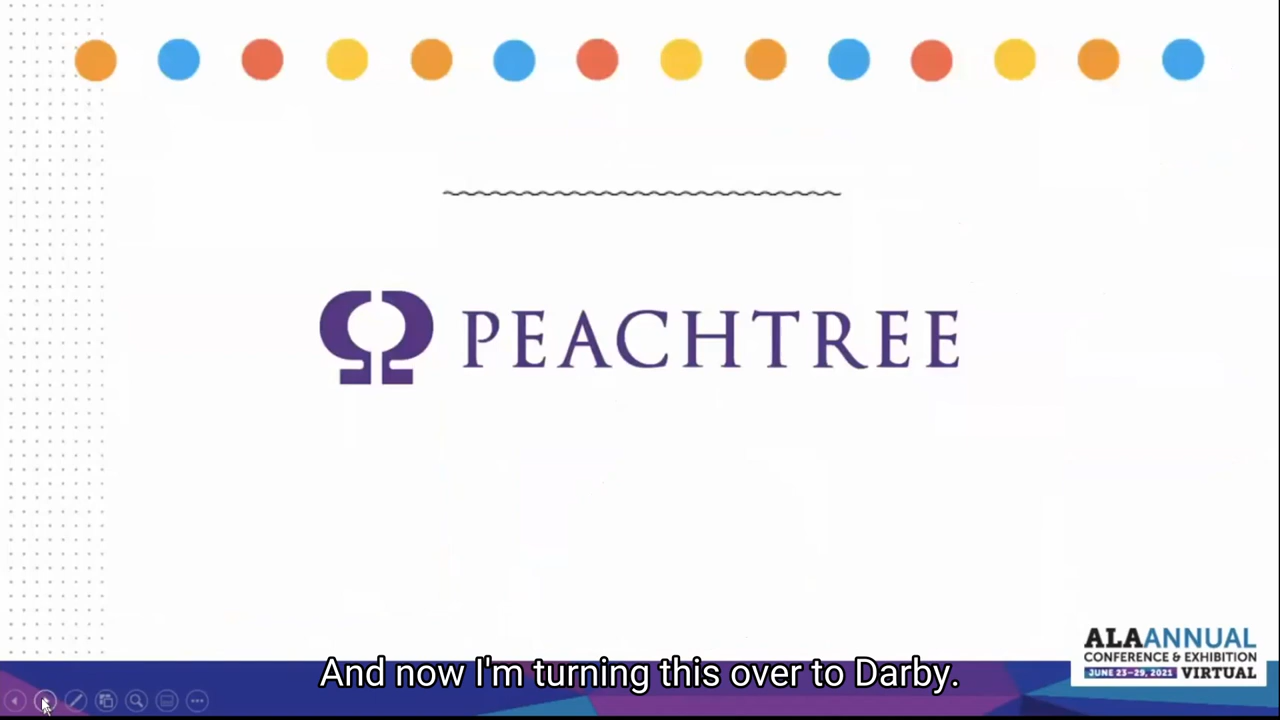 PEACHTREE
ALAANNUAL
CONFERENCE & EXHIBITION
JUNE 23–29, 2021 VIRTUAL
And now I'm turning this over to Darby.